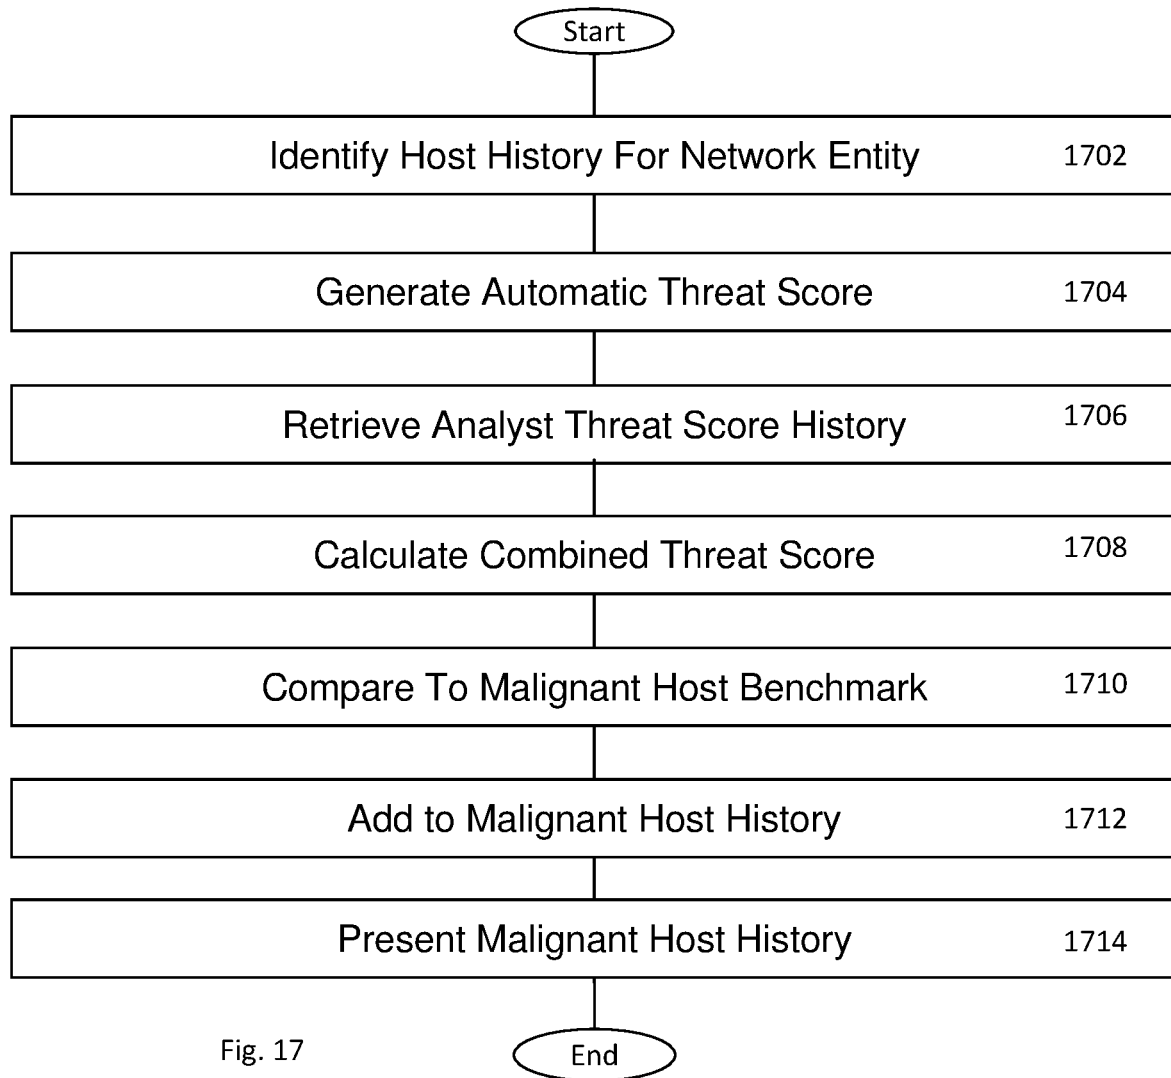 Start
Identify Host History For Network Entity 1702
Generate Automatic Threat Score 1704
Retrieve Analyst Threat Score History 1706
Calculate Combined Threat Score 1708
Compare To Malignant Host Benchmark 1710
Add to Malignant Host History 1712
Present Malignant Host History 1714
Fig. 17
End